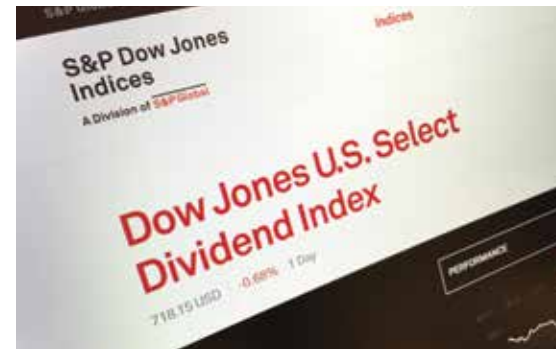 S&P Global
Indices
S&P Dow Jones
Indices
A Division of S&P Global
Dow Jones U.S. Select
Dividend Index
718.15 USD -0.68% 1 Day
PERFORMANCE